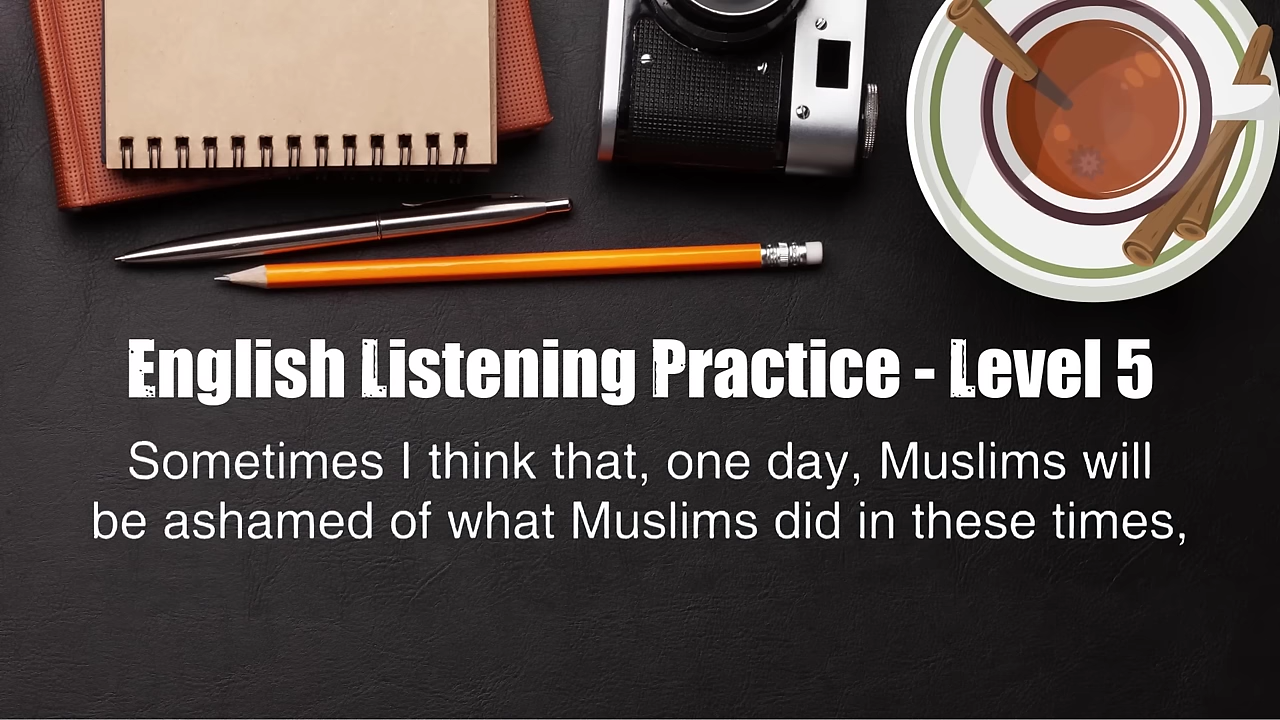 English Listening Practice - Level 5
Sometimes I think that, one day, Muslims will
be ashamed of what Muslims did in these times,